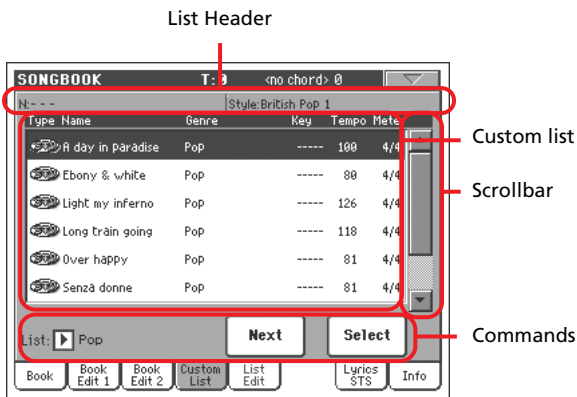 List Header
SONGBOOK T:0 <no chord> 0
N:- - - Style:British Pop 1
Type Name Genre Key Tempo Mete
A day in paradise Pop ----- 100 4/4
Ebony & white Pop ----- 80 4/4
Light my inferno Pop ----- 126 4/4
Long train going Pop ----- 118 4/4
Over happy Pop ----- 81 4/4
Senza donne Pop ----- 81 4/4
Custom list
Scrollbar
List: Pop Next Select
Commands
Book Book Edit 1 Book Edit 2 Custom List List Edit Lyrics STS Info